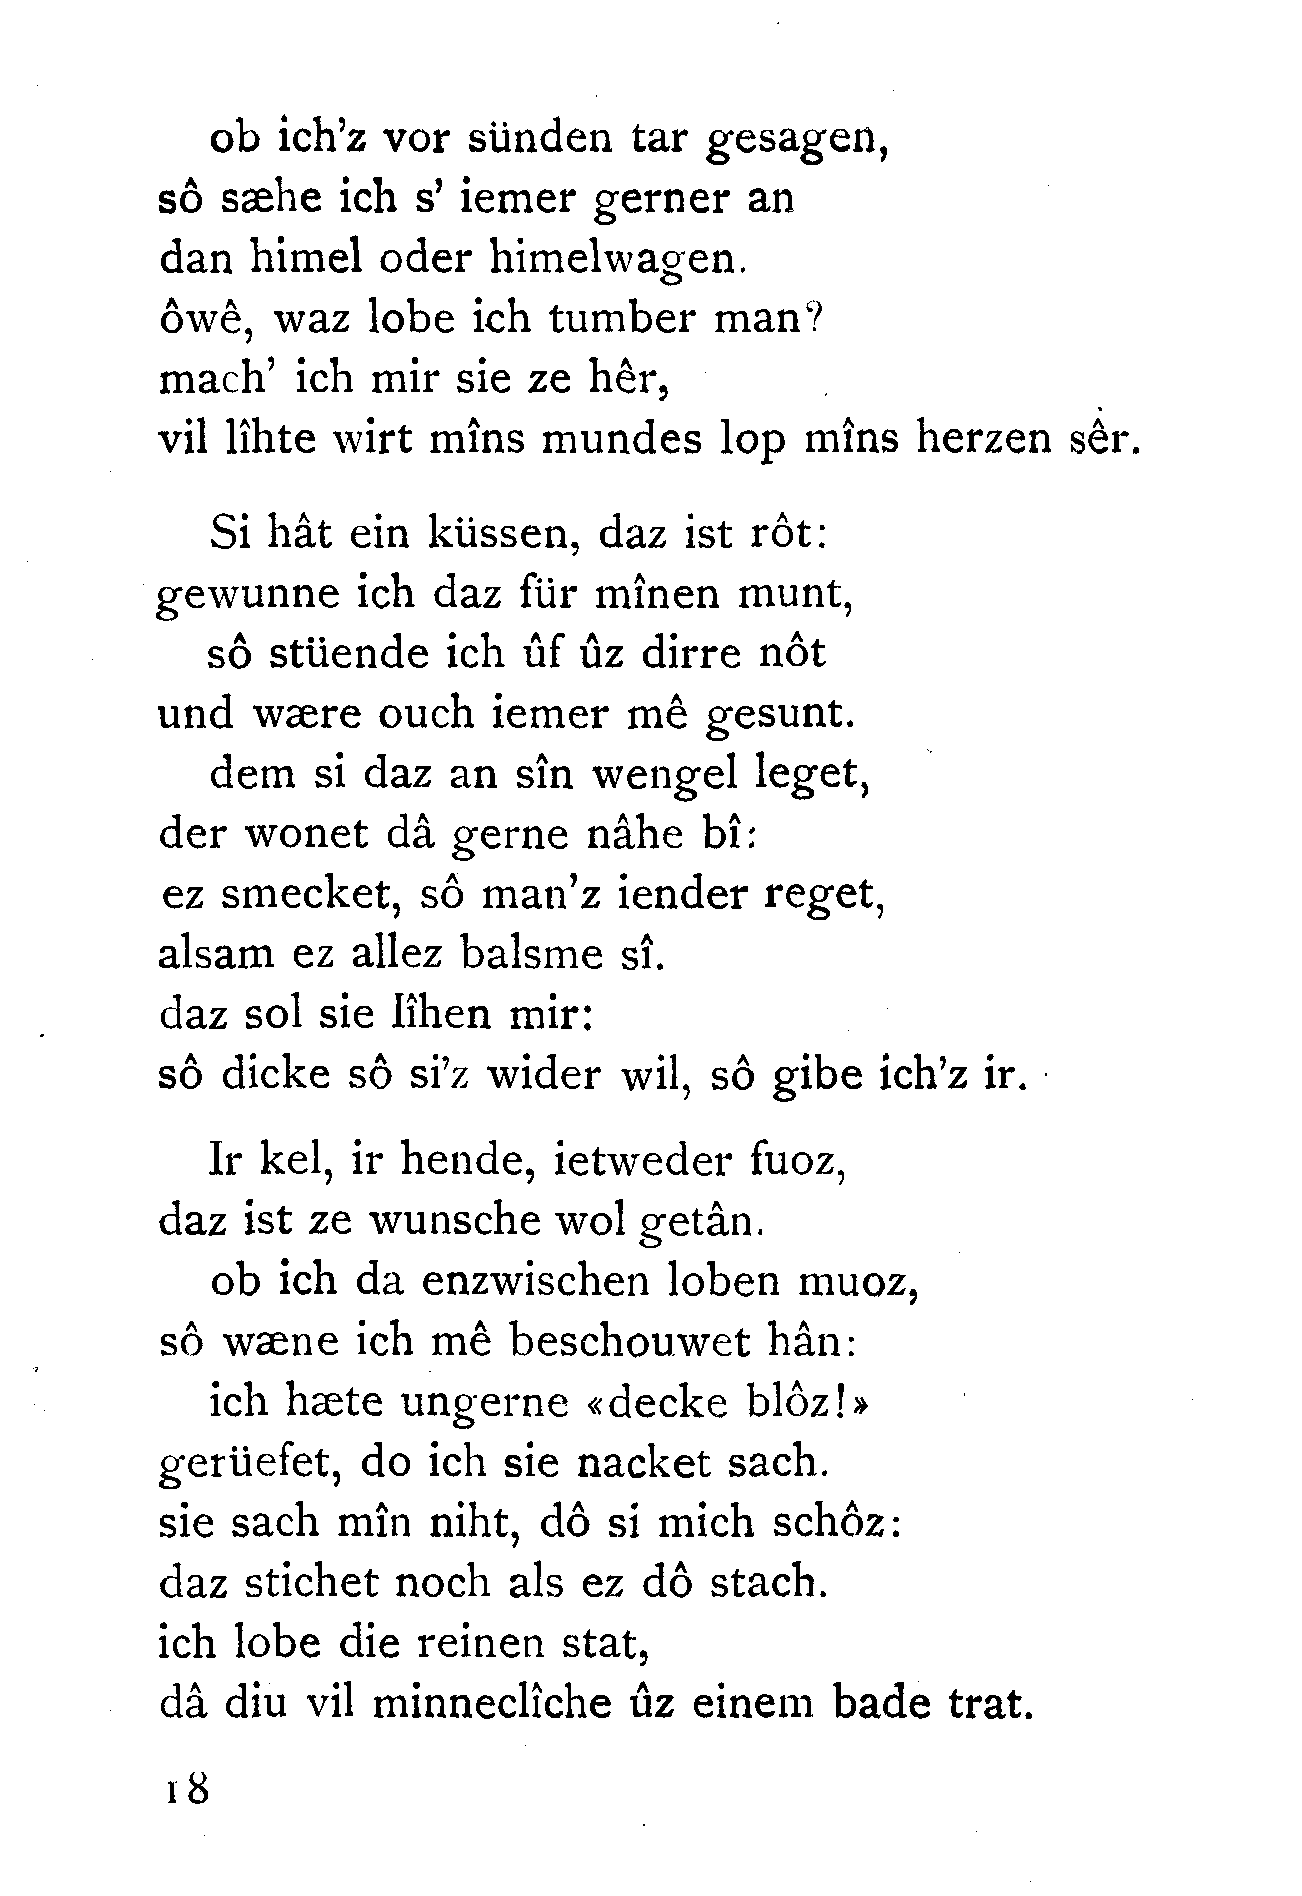 ob ich’z vor sünden tar gesagen,
sô sæhe ich s’ iemer gerner an
dan himel oder himelwagen.
ôwê, waz lobe ich tumber man?
mach’ ich mir sie ze hêr,
vil lîhte wirt mîns mundes lop mîns herzen sêr.
Si hât ein küssen, daz ist rôt:
gewunne ich daz für mînen munt,
sô stüende ich ûf ûz dirre nôt
und wære ouch iemer mê gesunt.
dem si daz an sîn wengel leget,
der wonet dâ gerne nâhe bî:
ez smecket, sô man’z iender reget,
alsam ez allez balsme sî.
daz sol sie lîhen mir:
sô dicke sô si’z wider wil, sô gibe ich’z ir.
Ir kel, ir hende, ietweder fuoz,
daz ist ze wunsche wol getân.
ob ich da enzwischen loben muoz,
sô wæne ich mê beschouwet hân:
ich hæte ungerne «decke blôz!»
gerüefet, do ich sie nacket sach.
sie sach mîn niht, dô si mich schôz:
daz stichet noch als ez dô stach.
ich lobe die reinen stat,
dâ diu vil minneclîche ûz einem bade trat.
18